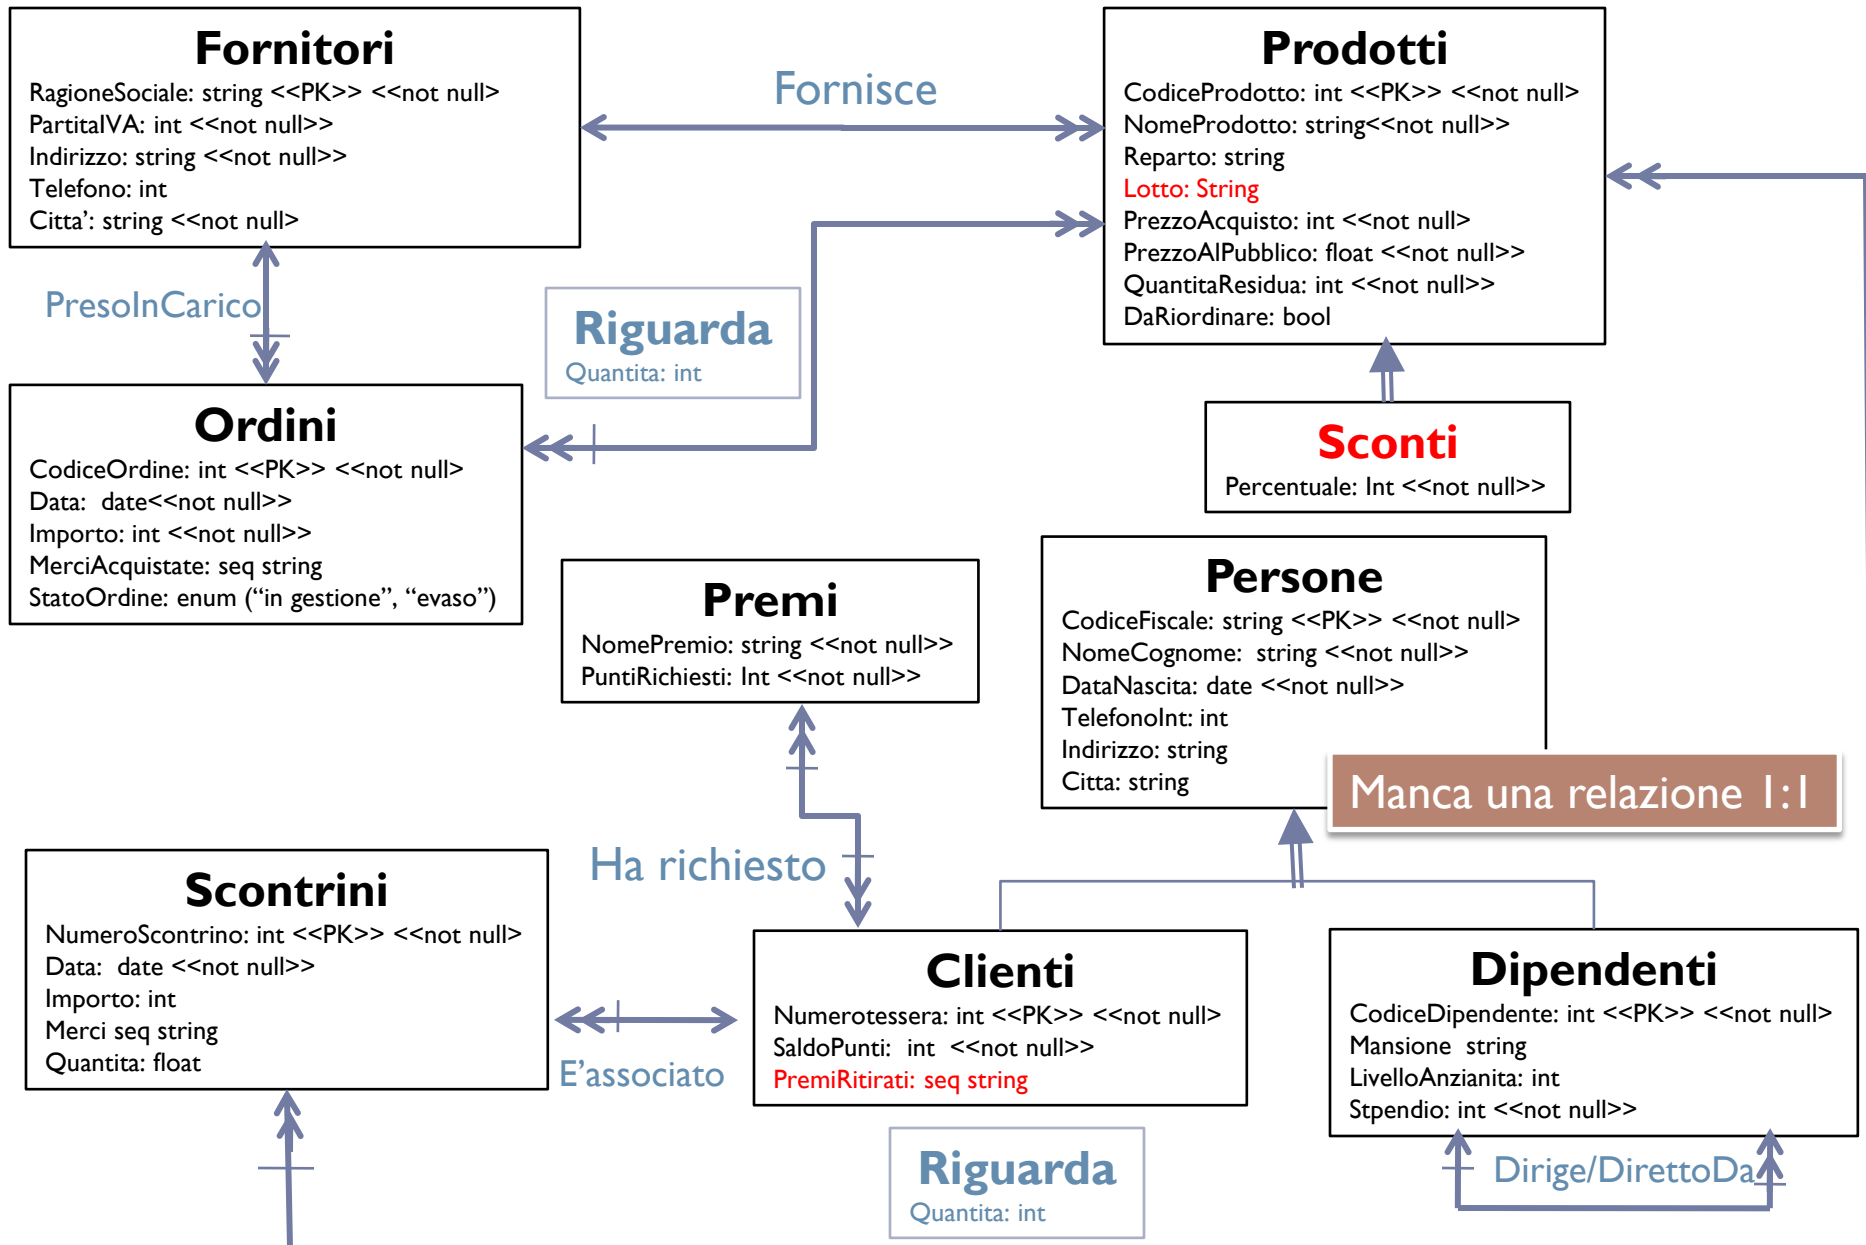 Fornitori
RagioneSociale: string <<PK>> <<not null>
PartitaIVA: int <<not null>>
Indirizzo: string <<not null>>
Telefono: int
Citta': string <<not null>
Fornisce
Prodotti
CodiceProdotto: int <<PK>> <<not null>
NomeProdotto: string<<not null>>
Reparto: string
Lotto: String
PrezzoAcquisto: int <<not null>
PrezzoAlPubblico: float <<not null>>
QuantitaResidua: int <<not null>>
DaRiordinare: bool
PresoInCarico
Riguarda
Quantita: int
Ordini
CodiceOrdine: int <<PK>> <<not null>
Data:  date<<not null>>
Importo: int <<not null>>
MerciAcquistate: seq string
StatoOrdine: enum (“in gestione”, “evaso”)
Sconti
Percentuale: Int <<not null>>
Premi
NomePremio: string <<not null>>
PuntiRichiesti: Int <<not null>>
Persone
CodiceFiscale: string <<PK>> <<not null>
NomeCognome:  string <<not null>>
DataNascita: date <<not null>>
TelefonoInt: int
Indirizzo: string
Citta: string
Manca una relazione 1:1
Ha richiesto
Scontrini
NumeroScontrino: int <<PK>> <<not null>
Data:  date <<not null>>
Importo: int
Merci seq string
Quantita: float
E'associato
Clienti
Numerotessera: int <<PK>> <<not null>
SaldoPunti:  int  <<not null>>
PremiRitirati: seq string
Dipendenti
CodiceDipendente: int <<PK>> <<not null>
Mansione  string
LivelloAnzianita: int
Stpendio: int <<not null>>
Riguarda
Quantita: int
Dirige/DirettoDa